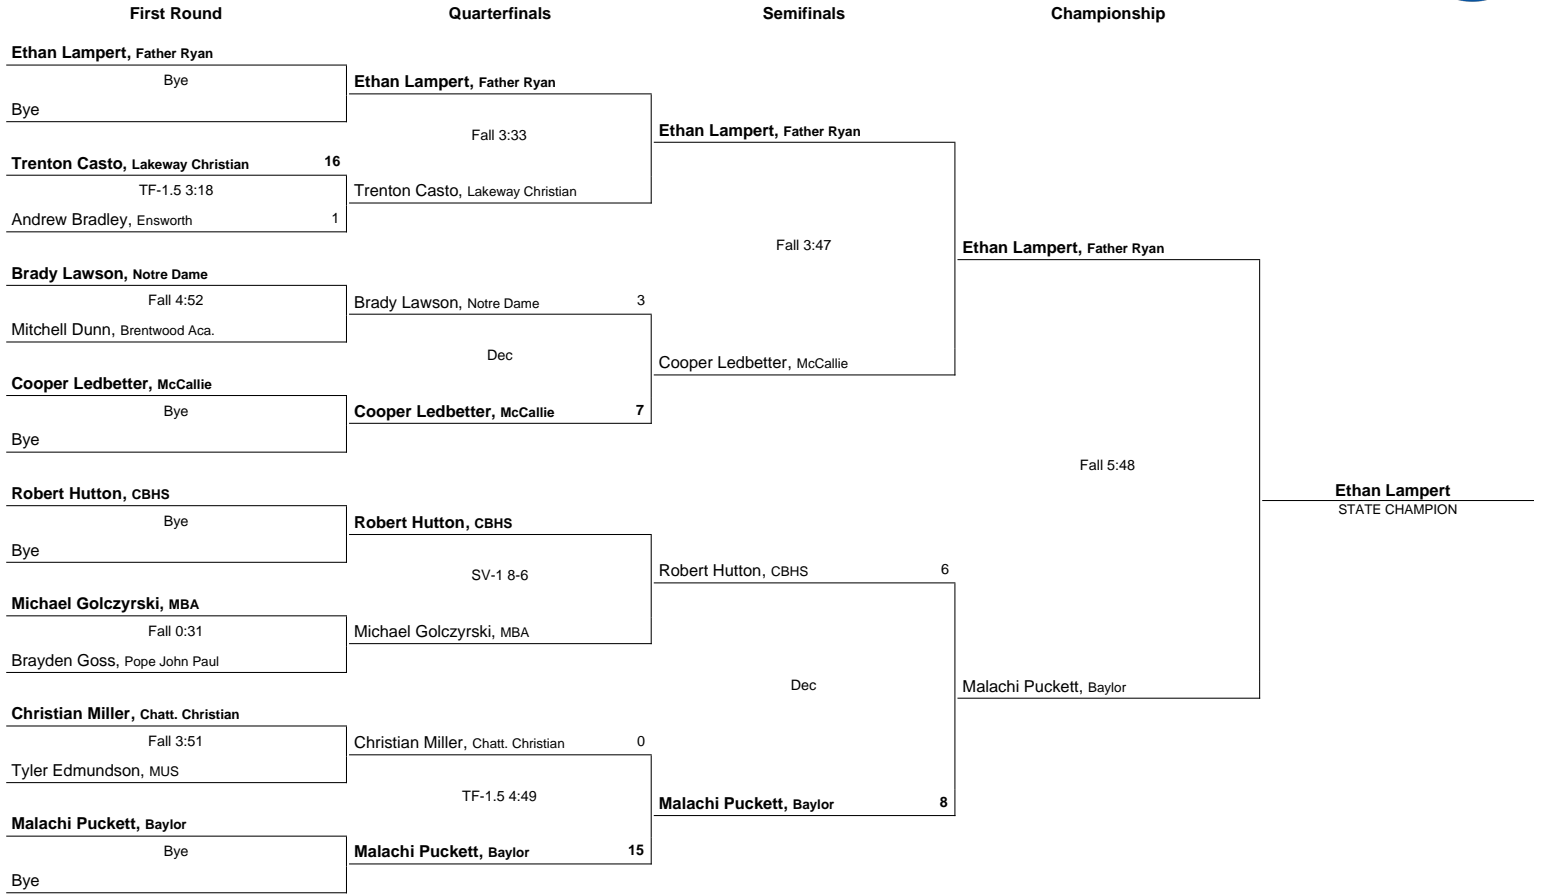 First Round
Quarterfinals
Semifinals
Championship
Ethan Lampert, Father Ryan
Bye
Bye
Trenton Casto, Lakeway Christian 16
TF-1.5 3:18
Andrew Bradley, Ensworth 1
Brady Lawson, Notre Dame
Fall 4:52
Mitchell Dunn, Brentwood Aca.
Cooper Ledbetter, McCallie
Bye
Bye
Robert Hutton, CBHS
Bye
Bye
Michael Golczyrski, MBA
Fall 0:31
Brayden Goss, Pope John Paul
Christian Miller, Chatt. Christian
Fall 3:51
Tyler Edmundson, MUS
Malachi Puckett, Baylor
Bye
Bye
Ethan Lampert, Father Ryan
Fall 3:33
Trenton Casto, Lakeway Christian
Brady Lawson, Notre Dame 3
Dec
Cooper Ledbetter, McCallie 7
Robert Hutton, CBHS
SV-1 8-6
Michael Golczyrski, MBA
Christian Miller, Chatt. Christian 0
TF-1.5 4:49
Malachi Puckett, Baylor 15
Ethan Lampert, Father Ryan
Fall 3:47
Cooper Ledbetter, McCallie
Robert Hutton, CBHS 6
Dec
Malachi Puckett, Baylor 8
Ethan Lampert, Father Ryan
Fall 5:48
Malachi Puckett, Baylor
Ethan Lampert
STATE CHAMPION